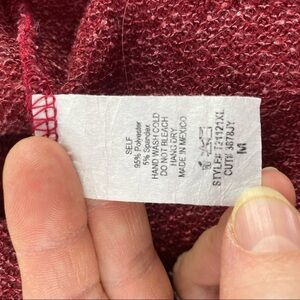 SELF
95% Polyester
5% Spandex
HAND WASH COLD
DO NOT BLEACH
HANG DRY
MADE IN MEXICO
STYLE# T21121XL
CUT# 3878JY
M